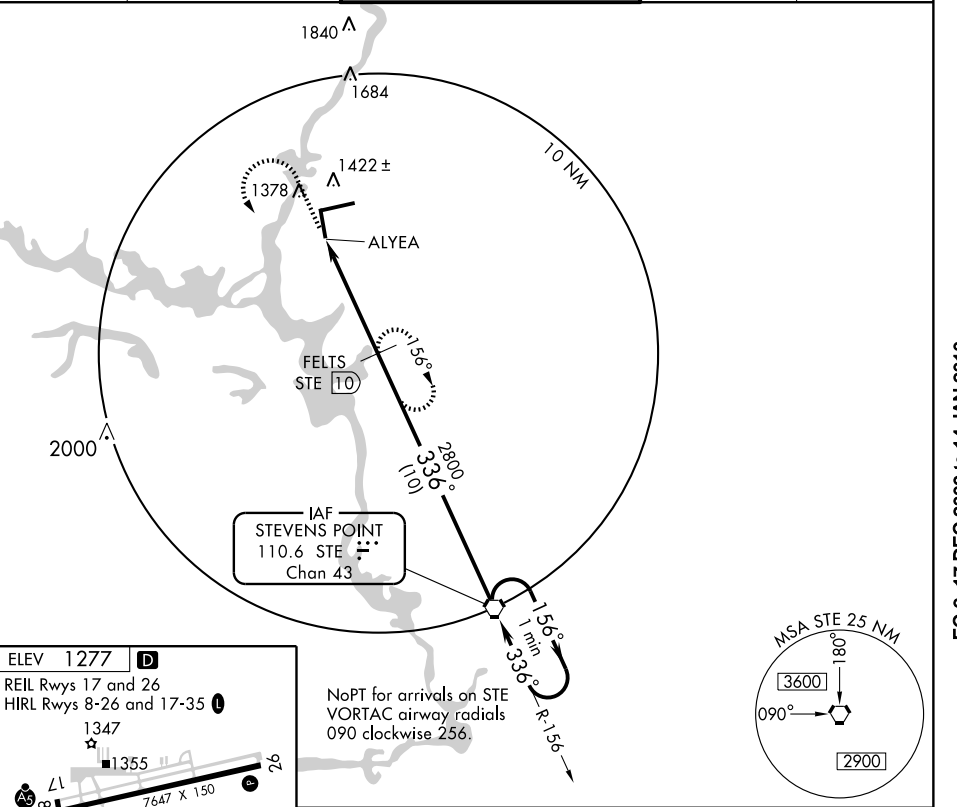 1840
1684
10 NM
1422 ±
1378
ALYEA
156°
FELTS
STE 10
2000
2800
336°
(10)
IAF
STEVENS POINT
110.6 STE
Chan 43
156°
1 min
336°
R-156
NoPT for arrivals on STE
VORTAC airway radials
090 clockwise 256.
MSA STE 25 NM
180°
3600
090°
2900
ELEV 1277 D
REIL Rwys 17 and 26
HIRL Rwys 8-26 and 17-35 L
1347
1355
26
17
7647 X 150
P
A5
8